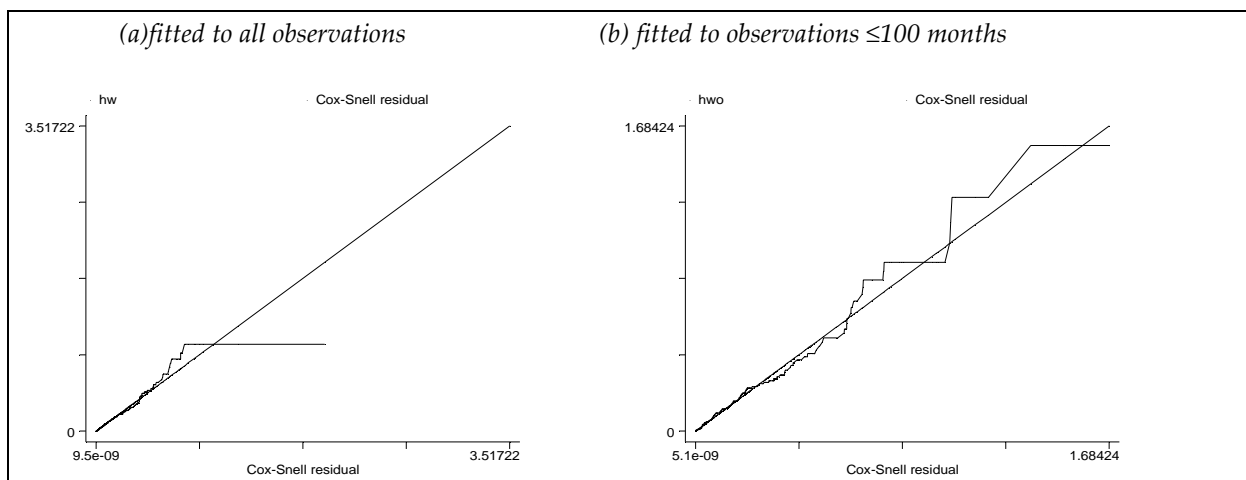 (a)fitted to all observations
(b) fitted to observations ≤100 months
hw Cox-Snell residual
3.51722
0
9.5e-09 3.51722
Cox-Snell residual
hwo Cox-Snell residual
1.68424
0
5.1e-09 1.68424
Cox-Snell residual